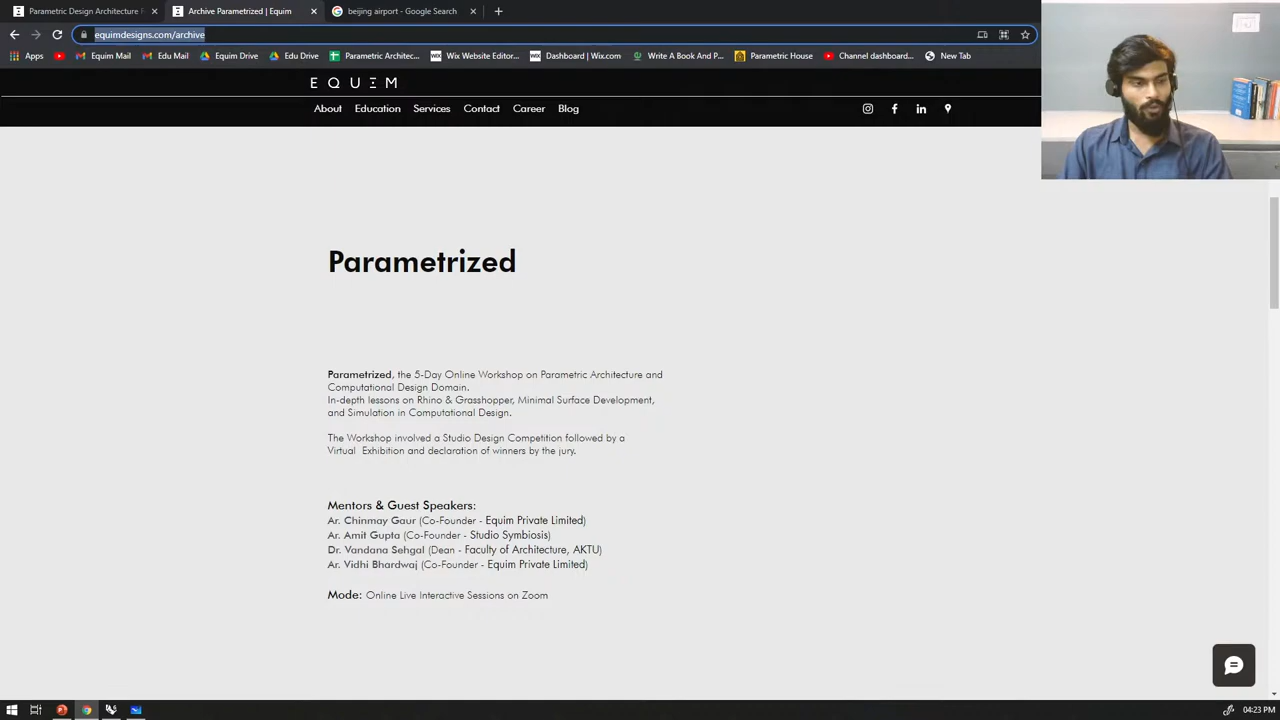 Parametric Design Architecture F
Archive Parametrized | Equim
beijing airport - Google Search
equimdesigns.com/archive
Apps
Equim Mail
Edu Mail
Equim Drive
Edu Drive
Parametric Architec...
Wix Website Editor...
Dashboard | Wix.com
Write A Book And P...
Parametric House
Channel dashboard...
New Tab
EQUIM
About Education Services Contact Career Blog
Parametrized
Parametrized, the 5-Day Online Workshop on Parametric Architecture and
Computational Design Domain.
In-depth lessons on Rhino & Grasshopper, Minimal Surface Development,
and Simulation in Computational Design.
The Workshop involved a Studio Design Competition followed by a
Virtual Exhibition and declaration of winners by the jury.
Mentors & Guest Speakers:
Ar. Chinmay Gaur (Co-Founder - Equim Private Limited)
Ar. Amit Gupta (Co-Founder - Studio Symbiosis)
Dr. Vandana Sehgal (Dean - Faculty of Architecture, AKTU)
Ar. Vidhi Bhardwaj (Co-Founder - Equim Private Limited)
Mode: Online Live Interactive Sessions on Zoom
04:23 PM